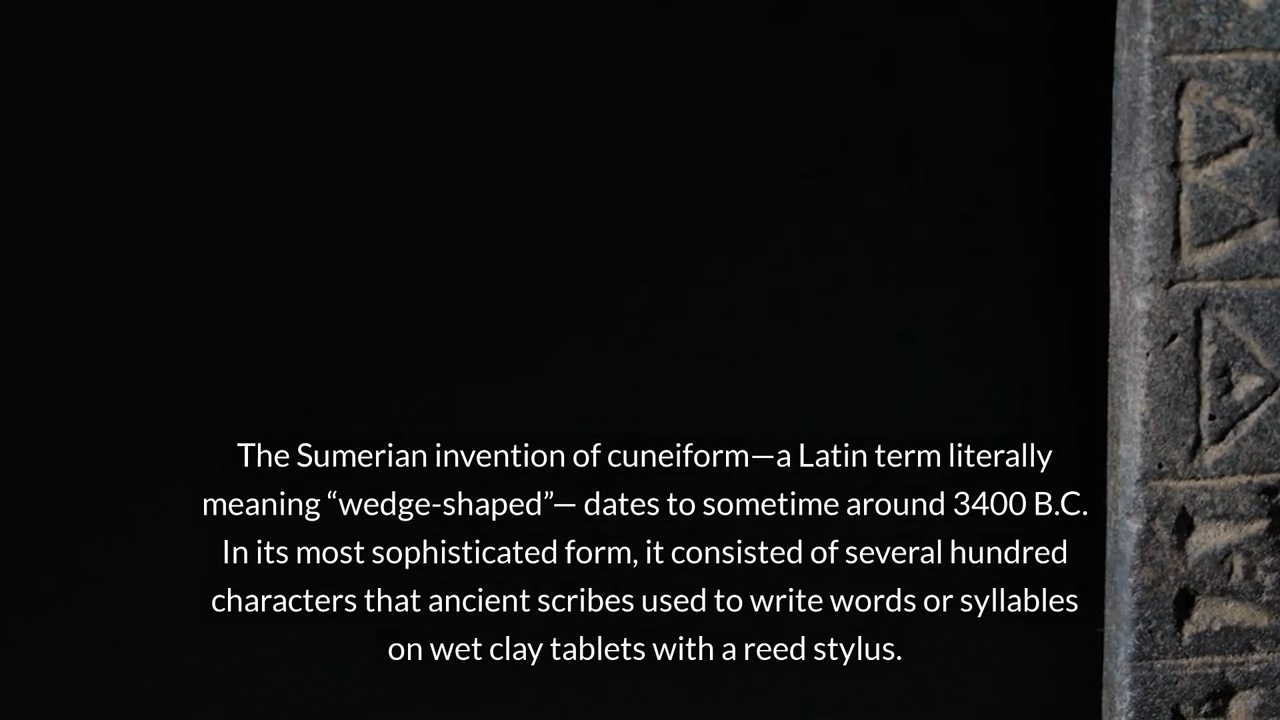 The Sumerian invention of cuneiform—a Latin term literally
meaning “wedge-shaped”— dates to sometime around 3400 B.C.
In its most sophisticated form, it consisted of several hundred
characters that ancient scribes used to write words or syllables
on wet clay tablets with a reed stylus.